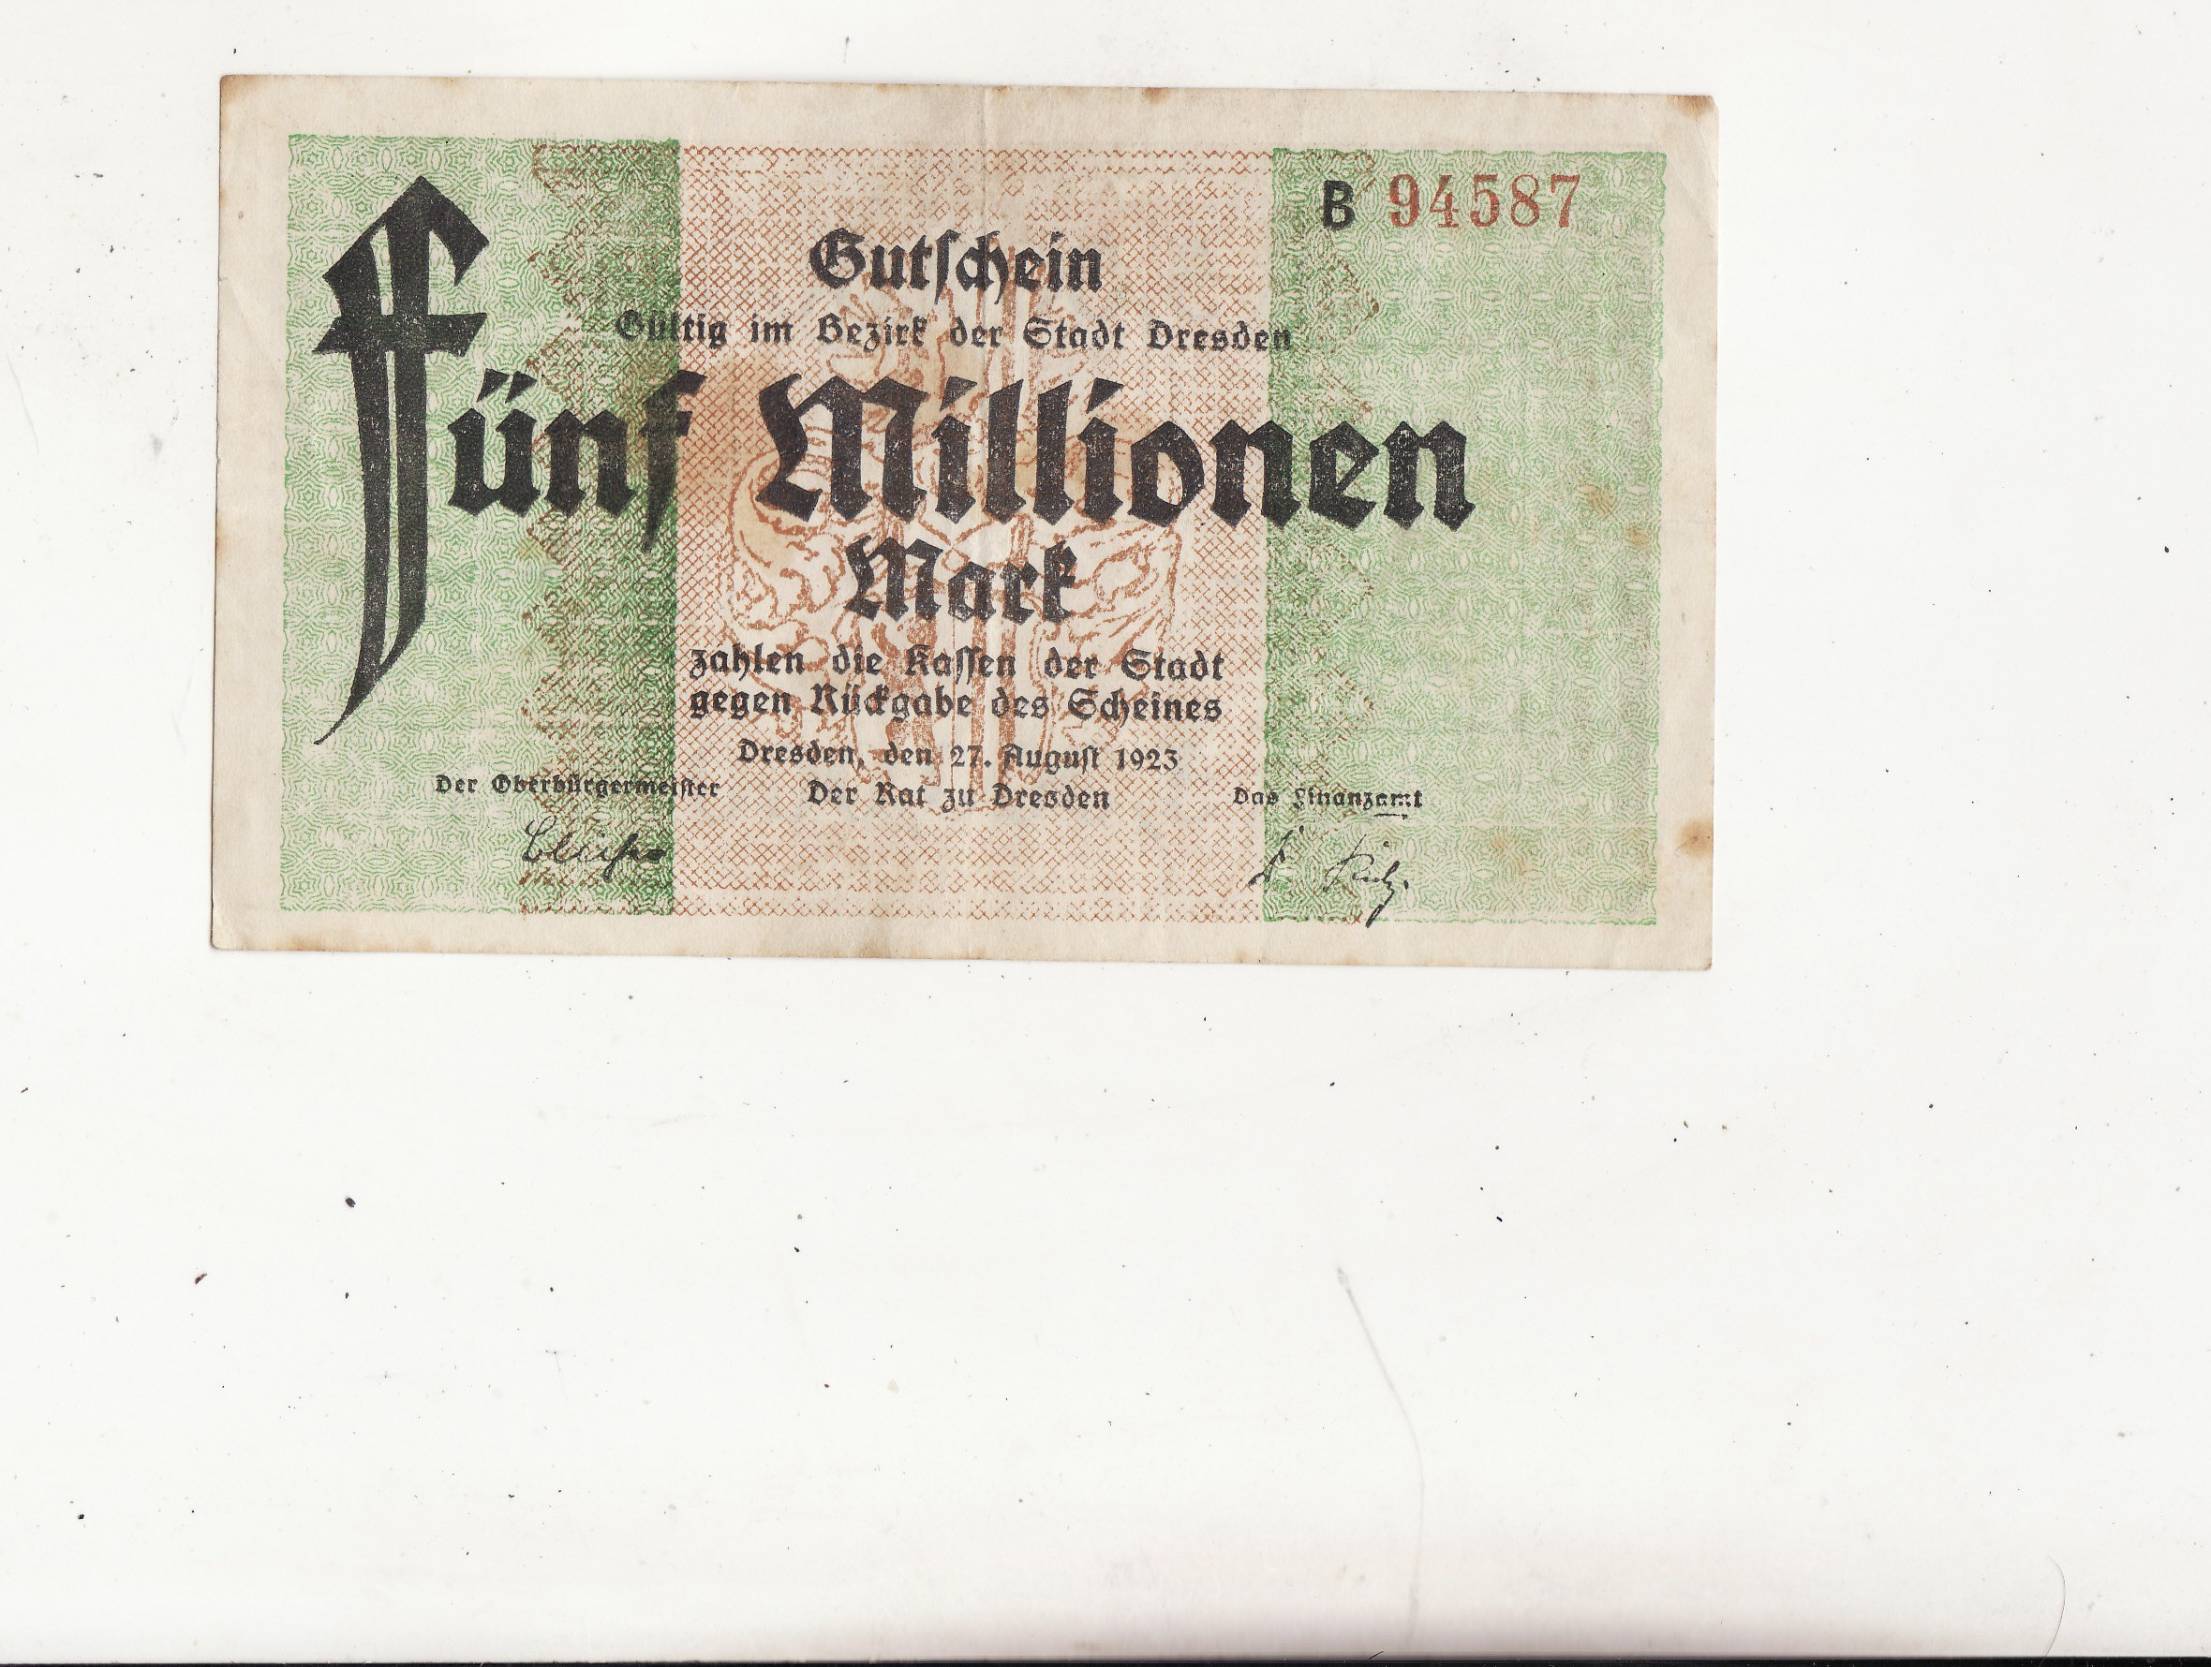 B 94587
Gutschein
Gültig im Bezirk der Stadt Dresden
Fünf Millionen
Mark
zahlen die Kassen der Stadt
gegen Rückgabe des Scheines
Dresden, den 27. August 1923
Der Oberbürgermeister Der Rat zu Dresden Das Finanzamt